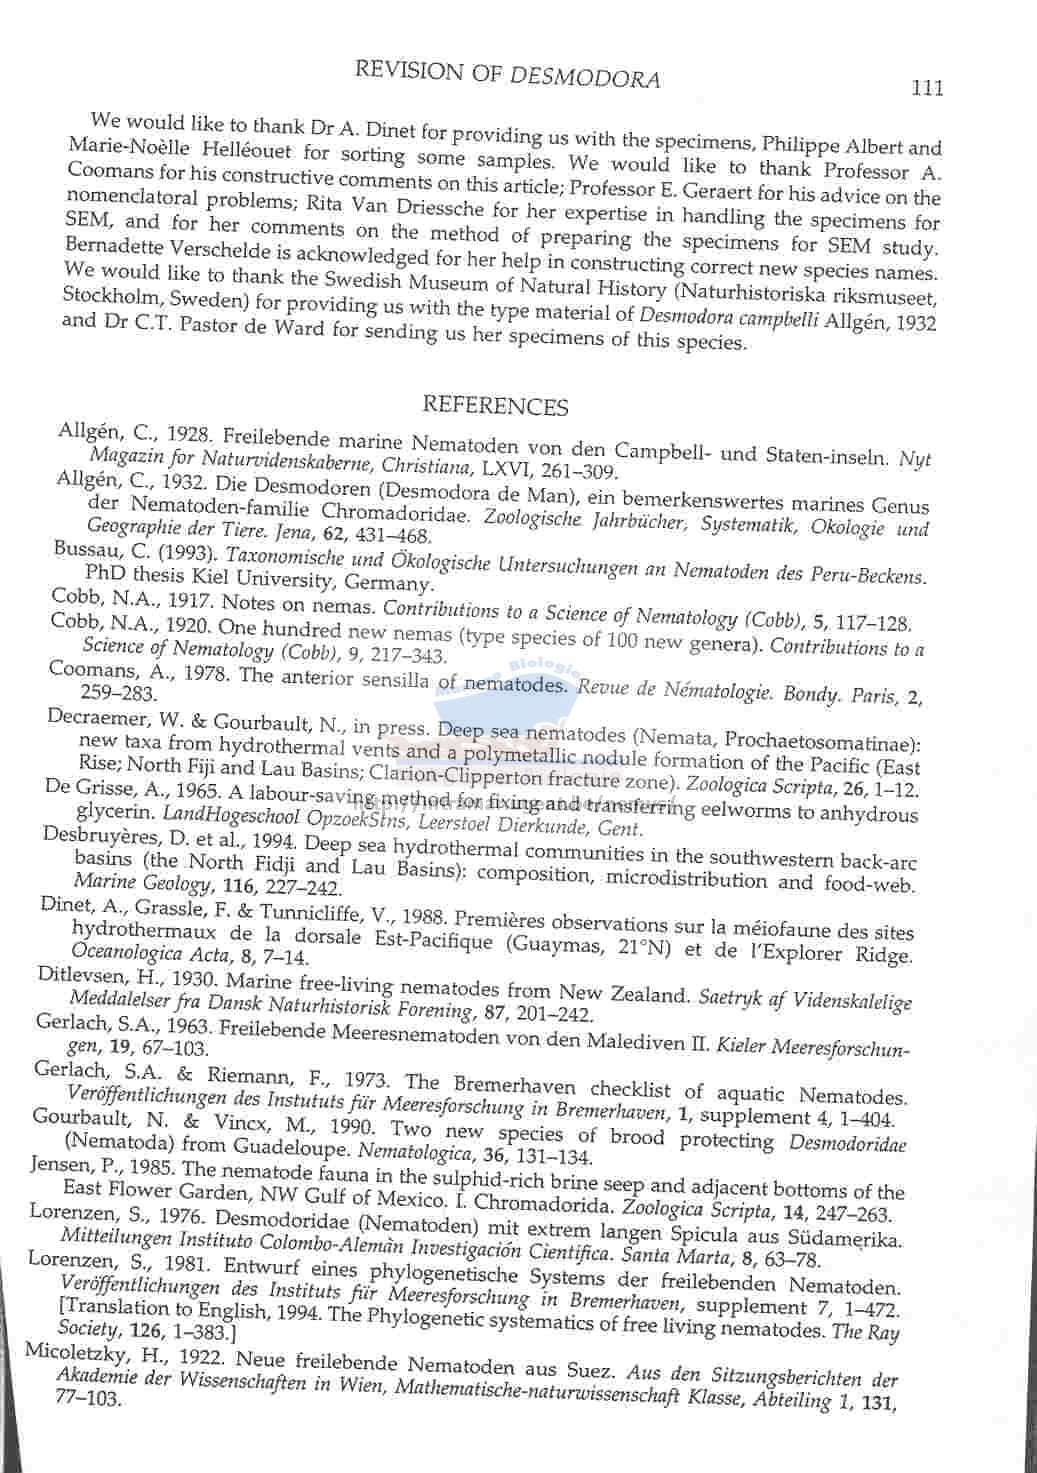 REVISION OF DESMODORA
111
We would like to thank Dr A. Dinet for providing us with the specimens, Philippe Albert and
Marie-Noèlle Helléouet for sorting some samples. We would like to thank Professor A.
Coomans for his constructive comments on this article; Professor E. Geraert for his advice on the
nomenclatoral problems; Rita Van Driessche for her expertise in handling the specimens for
SEM, and for her comments on the method of preparing the specimens for SEM study.
Bernadette Verschelde is acknowledged for her help in constructing correct new species names.
We would like to thank the Swedish Museum of Natural History (Naturhistoriska riksmuseet,
Stockholm, Sweden) for providing us with the type material of Desmodora campbelli Allgén, 1932
and Dr C.T. Pastor de Ward for sending us her specimens of this species.
REFERENCES
Allgén, C., 1928. Freilebende marine Nematoden von den Campbell- und Staten-inseln. Nyt
Magazin for Naturvidenskaberne, Christiana, LXVI, 261–309.
Allgén, C., 1932. Die Desmodoren (Desmodora de Man), ein bemerkenswertes marines Genus
der Nematoden-familie Chromadoridae. Zoologische Jahrbücher, Systematik, Okologie und
Geographie der Tiere. Jena, 62, 431–468.
Bussau, C. (1993). Taxonomische und Ökologische Untersuchungen an Nematoden des Peru-Beckens.
PhD thesis Kiel University, Germany.
Cobb, N.A., 1917. Notes on nemas. Contributions to a Science of Nematology (Cobb), 5, 117–128.
Cobb, N.A., 1920. One hundred new nemas (type species of 100 new genera). Contributions to a
Science of Nematology (Cobb), 9, 217–343.
Coomans, A., 1978. The anterior sensilla of nematodes. Revue de Nématologie. Bondy. Paris, 2,
259–283.
Decraemer, W. & Gourbault, N., in press. Deep sea nematodes (Nemata, Prochaetosomatinae):
new taxa from hydrothermal vents and a polymetallic nodule formation of the Pacific (East
Rise; North Fiji and Lau Basins; Clarion-Clipperton fracture zone). Zoologica Scripta, 26, 1–12.
De Grisse, A., 1965. A labour-saving method for fixing and transferring eelworms to anhydrous
glycerin. LandHogeschool OpzoekStns, Leerstoel Dierkunde, Gent.
Desbruyères, D. et al., 1994. Deep sea hydrothermal communities in the southwestern back-arc
basins (the North Fidji and Lau Basins): composition, microdistribution and food-web.
Marine Geology, 116, 227–242.
Dinet, A., Grassle, F. & Tunnicliffe, V., 1988. Premières observations sur la méiofaune des sites
hydrothermaux de la dorsale Est-Pacifique (Guaymas, 21°N) et de l'Explorer Ridge.
Oceanologica Acta, 8, 7–14.
Ditlevsen, H., 1930. Marine free-living nematodes from New Zealand. Saetryk af Videnskalelige
Meddalelser fra Dansk Naturhistorisk Forening, 87, 201–242.
Gerlach, S.A., 1963. Freilebende Meeresnematoden von den Malediven II. Kieler Meeresforschun-
gen, 19, 67–103.
Gerlach, S.A. & Riemann, F., 1973. The Bremerhaven checklist of aquatic Nematodes.
Veröffentlichungen des Instututs für Meeresforschung in Bremerhaven, 1, supplement 4, 1–404.
Gourbault, N. & Vincx, M., 1990. Two new species of brood protecting Desmodoridae
(Nematoda) from Guadeloupe. Nematologica, 36, 131–134.
Jensen, P., 1985. The nematode fauna in the sulphid-rich brine seep and adjacent bottoms of the
East Flower Garden, NW Gulf of Mexico. I. Chromadorida. Zoologica Scripta, 14, 247–263.
Lorenzen, S., 1976. Desmodoridae (Nematoden) mit extrem langen Spicula aus Südamerika.
Mitteilungen Instituto Colombo-Alemàn Investigación Cientifica. Santa Marta, 8, 63–78.
Lorenzen, S., 1981. Entwurf eines phylogenetische Systems der freilebenden Nematoden.
Veröffentlichungen des Instituts für Meeresforschung in Bremerhaven, supplement 7, 1–472.
[Translation to English, 1994. The Phylogenetic systematics of free living nematodes. The Ray
Society, 126, 1–383.]
Micoletzky, H., 1922. Neue freilebende Nematoden aus Suez. Aus den Sitzungsberichten der
Akademie der Wissenschaften in Wien, Mathematische-naturwissenschaft Klasse, Abteiling 1, 131,
77–103.